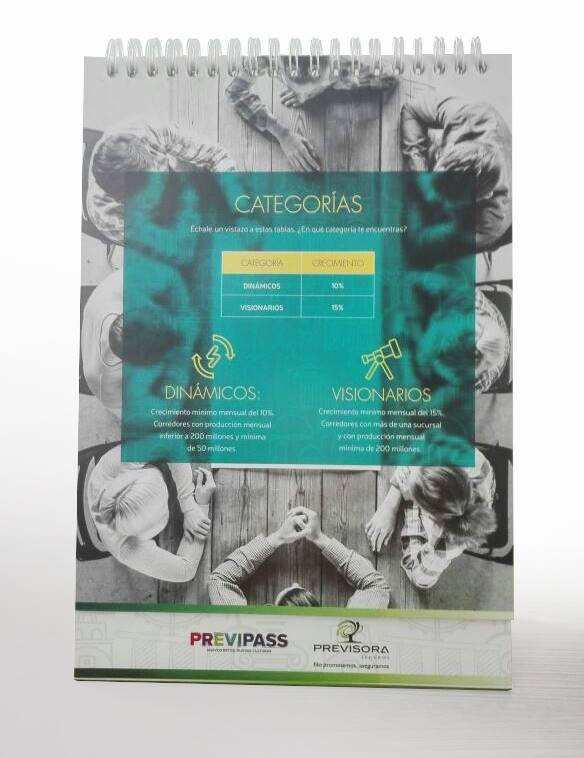 CATEGORÍAS
Échale un vistazo a estas tablas. ¿En qué categoría te encuentras?
CATEGORÍA CRECIMIENTO
DINÁMICOS 10%
VISIONARIOS 15%
DINÁMICOS:
Crecimiento mínimo mensual del 10%.
Corredores con producción mensual
inferior a 200 millones y mínima
de 50 millones.
VISIONARIOS
Crecimiento mínimo mensual del 15%.
Corredores con más de una sucursal
y con producción mensual
mínima de 200 millones.
PREVIPASS
PREVISORA
SEGUROS
No prometemos, aseguramos